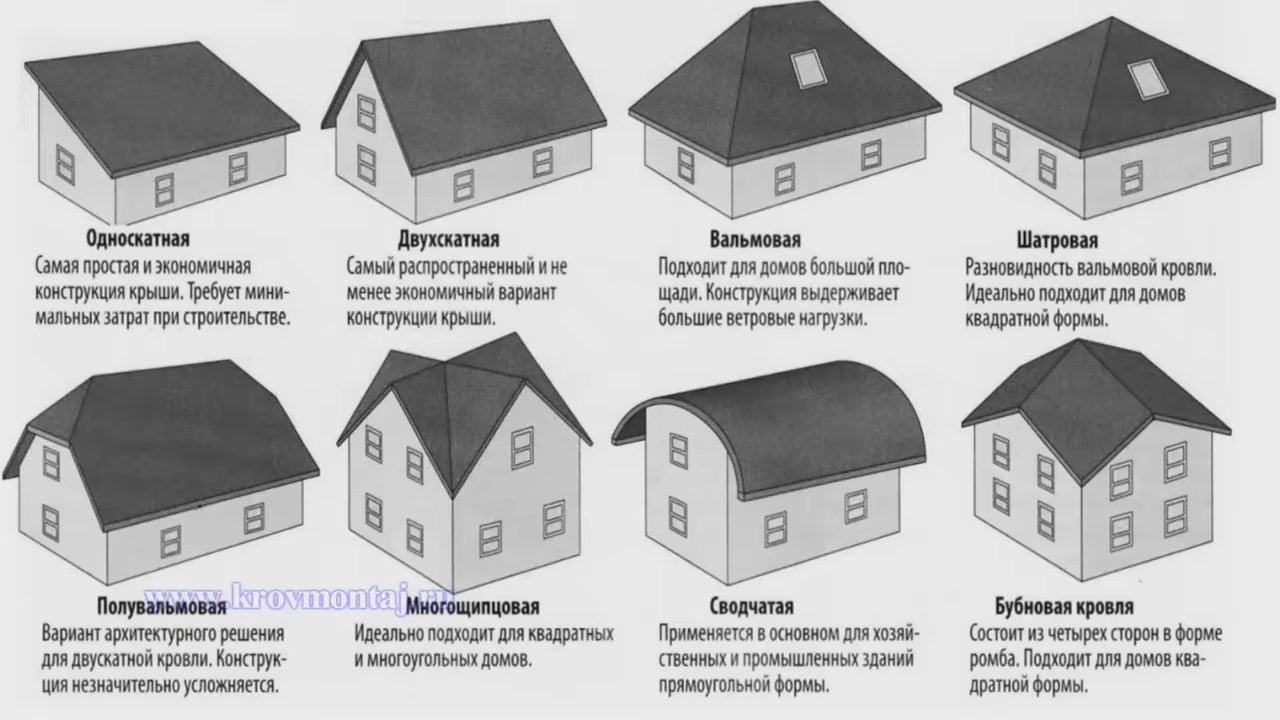 Односкатная
Самая простая и экономичная
конструкция крыши. Требует мини-
мальных затрат при строительстве.
Двухскатная
Самый распространенный и не
менее экономичный вариант
конструкции крыши.
Вальмовая
Подходит для домов большой пло-
щади. Конструкция выдерживает
большие ветровые нагрузки.
Шатровая
Разновидность вальмовой кровли.
Идеально подходит для домов
квадратной формы.
www.krovmontaj.ru
Полувальмовая
Вариант архитектурного решения
для двускатной кровли. Конструк-
ция незначительно усложняется.
Многощипцовая
Идеально подходит для квадратных
и многоугольных домов.
Сводчатая
Применяется в основном для хозяй-
ственных и промышленных зданий
прямоугольной формы.
Бубновая кровля
Состоит из четырех сторон в форме
ромба. Подходит для домов ква-
дратной формы.